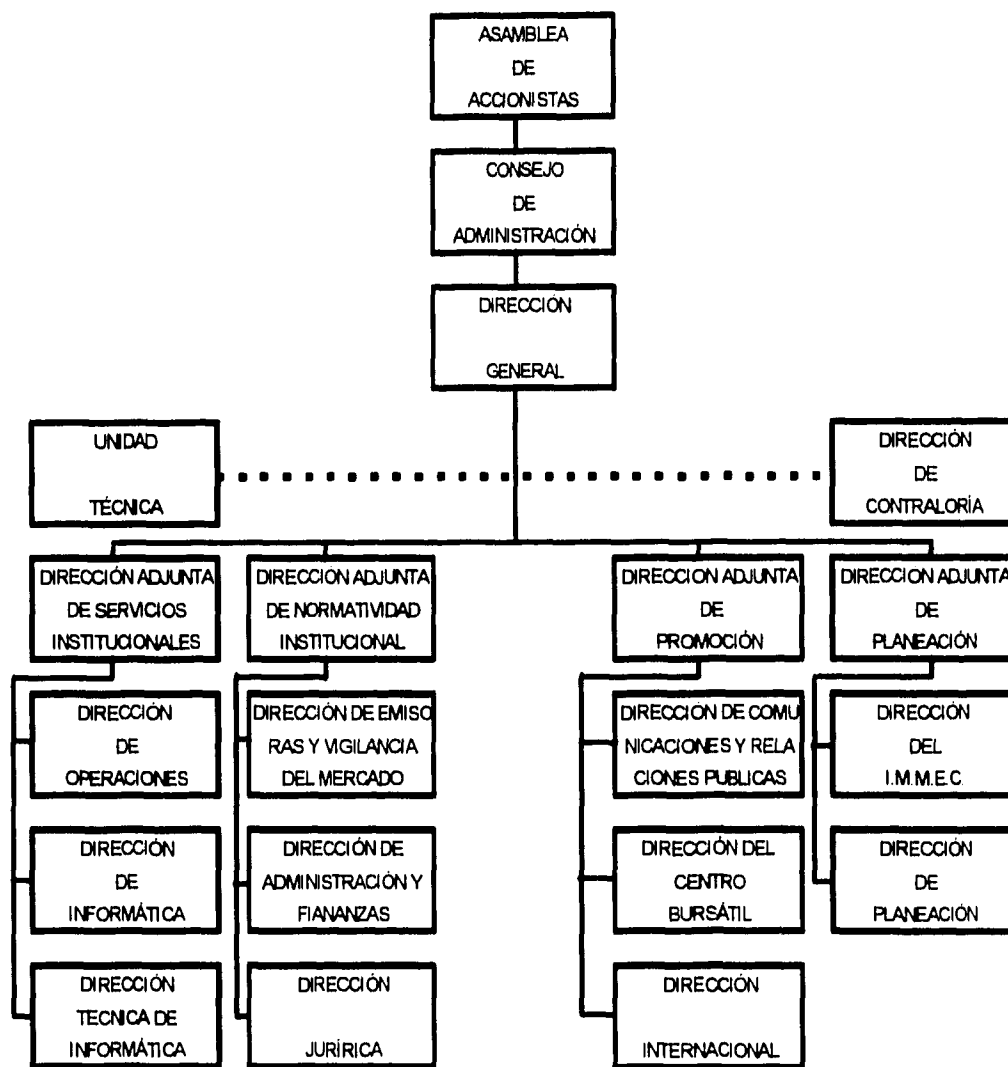 ASAMBLEA
DE
ACCIONISTAS
CONSEJO
DE
ADMINISTRACIÓN
DIRECCIÓN
GENERAL
UNIDAD
TÉCNICA
DIRECCIÓN
DE
CONTRALORÍA
DIRECCIÓN ADJUNTA
DE SERVICIOS
INSTITUCIONALES
DIRECCIÓN ADJUNTA
DE NORMATIVIDAD
INSTITUCIONAL
DIRECCION ADJUNTA
DE
PROMOCIÓN
DIRECCION ADJUNTA
DE
PLANEACIÓN
DIRECCIÓN
DE
OPERACIONES
DIRECCIÓN DE EMISO
RAS Y VIGILANCIA
DEL MERCADO
DIRECCIÓN DE COMU
NICACIONES Y RELA
CIONES PUBLICAS
DIRECCIÓN
DEL
I.M.M.E.C.
DIRECCIÓN
DE
INFORMÁTICA
DIRECCIÓN DE
ADMINISTRACIÓN Y
FIANANZAS
DIRECCIÓN DEL
CENTRO
BURSÁTIL
DIRECCIÓN
DE
PLANEACIÓN
DIRECCIÓN
TECNICA DE
INFORMÁTICA
DIRECCIÓN
JURÍRICA
DIRECCIÓN
INTERNACIONAL